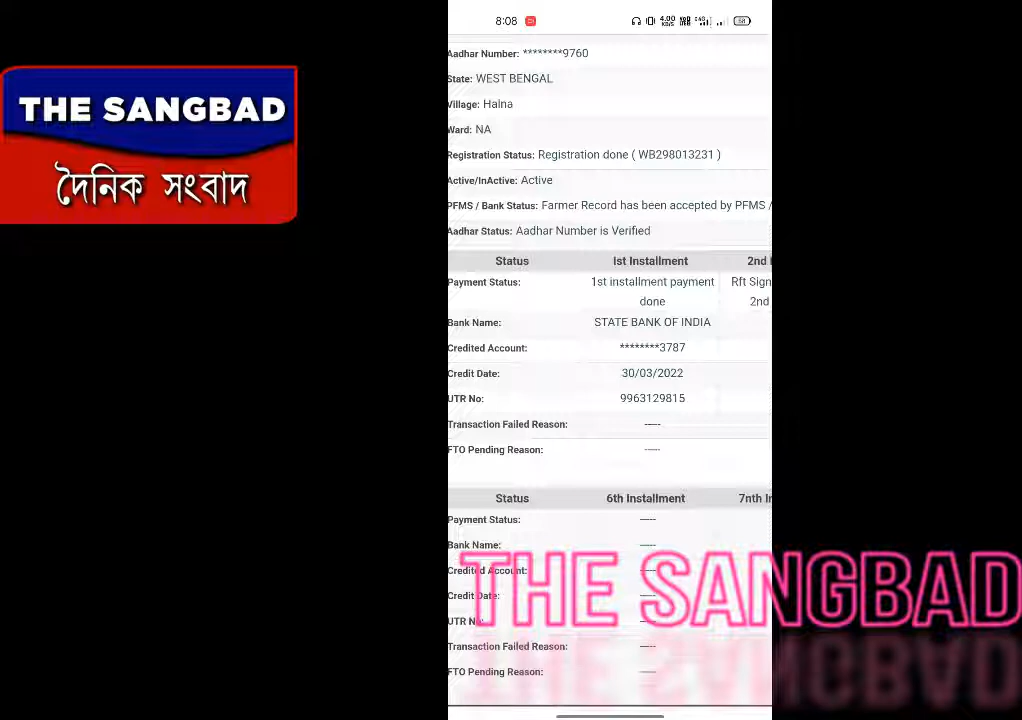 THE SANGBAD
দৈনিক সংবাদ
8:08
4.00
58
Aadhar Number: ********9760
State: WEST BENGAL
Village: Halna
Ward: NA
Registration Status: Registration done ( WB298013231 )
Active/InActive: Active
PFMS / Bank Status: Farmer Record has been accepted by PFMS /
Aadhar Status: Aadhar Number is Verified
Status Ist Installment 2nd I
Payment Status: 1st installment payment done Rft Sign 2nd
Bank Name: STATE BANK OF INDIA
Credited Account: ********3787
Credit Date: 30/03/2022
UTR No: 9963129815
Transaction Failed Reason: -----
FTO Pending Reason: -----
Status 6th Installment 7nth In
Payment Status: -----
Bank Name: -----
Credited Account: -----
Credit Date: -----
UTR No: -----
Transaction Failed Reason: -----
FTO Pending Reason: -----
THE SANGBAD